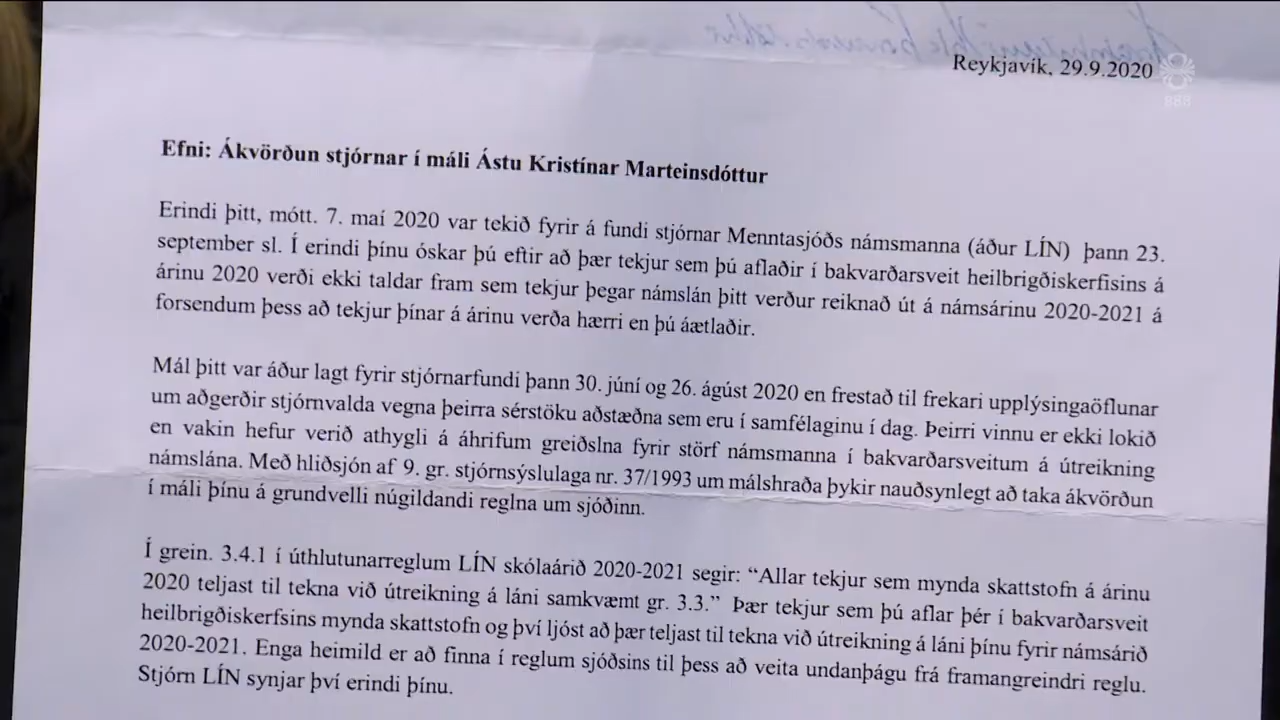 Reykjavík, 29.9.2020
888
Efni: Ákvörðun stjórnar í máli Ástu Kristínar Marteinsdóttur
Erindi þitt, mótt. 7. maí 2020 var tekið fyrir á fundi stjórnar Menntasjóðs námsmanna (áður LÍN) þann 23.
september sl. Í erindi þínu óskar þú eftir að þær tekjur sem þú aflaðir í bakvarðarsveit heilbrigðiskerfisins á
árinu 2020 verði ekki taldar fram sem tekjur þegar námslán þitt verður reiknað út á námsárinu 2020-2021 á
forsendum þess að tekjur þínar á árinu verða hærri en þú áætlaðir.
Mál þitt var áður lagt fyrir stjórnarfundi þann 30. júní og 26. ágúst 2020 en frestað til frekari upplýsingaöflunar
um aðgerðir stjórnvalda vegna þeirra sérstöku aðstæðna sem eru í samfélaginu í dag. Þeirri vinnu er ekki lokið
en vakin hefur verið athygli á áhrifum greiðslna fyrir störf námsmanna í bakvarðarsveitum á útreikning
námslána. Með hliðsjón af 9. gr. stjórnsýslulaga nr. 37/1993 um málshraða þykir nauðsynlegt að taka ákvörðun
í máli þínu á grundvelli núgildandi reglna um sjóðinn.
Í grein. 3.4.1 í úthlutunarreglum LÍN skólaárið 2020-2021 segir: “Allar tekjur sem mynda skattstofn á árinu
2020 teljast til tekna við útreikning á láni samkvæmt gr. 3.3.” Þær tekjur sem þú aflar þér í bakvarðarsveit
heilbrigðiskerfsins mynda skattstofn og því ljóst að þær teljast til tekna við útreikning á láni þínu fyrir námsárið
2020-2021. Enga heimild er að finna í reglum sjóðsins til þess að veita undanþágu frá framangreindri reglu.
Stjórn LÍN synjar því erindi þínu.